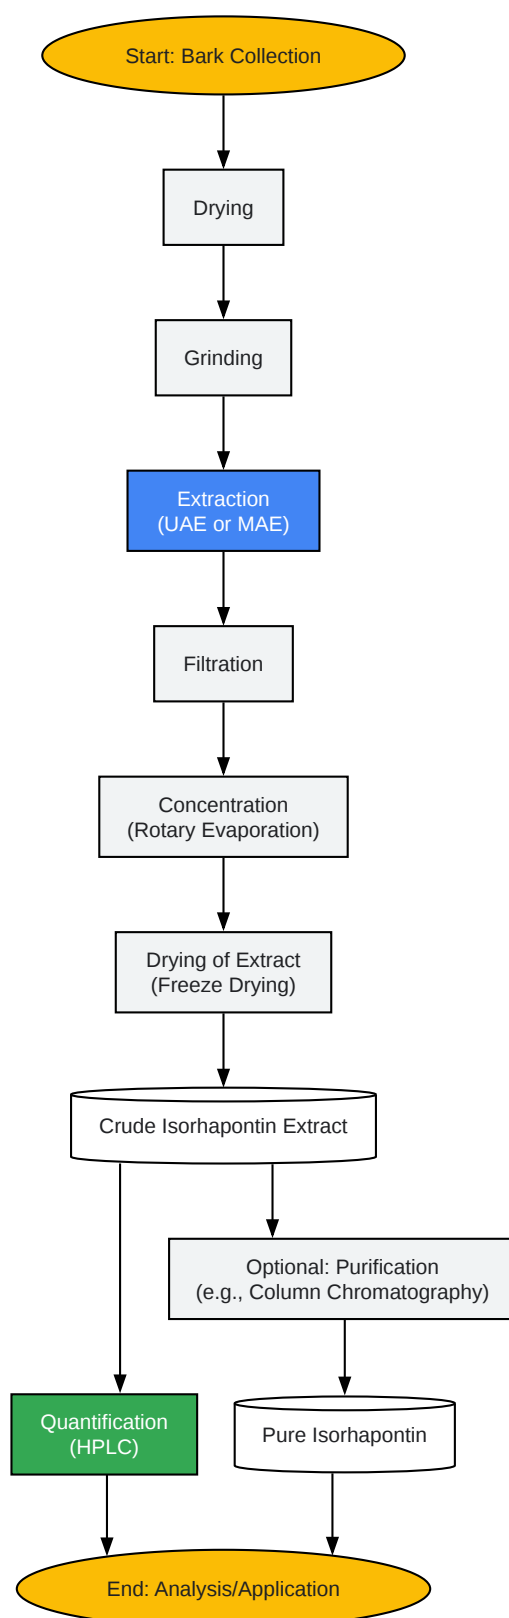 Start: Bark Collection
Drying
Grinding
Extraction
(UAE or MAE)
Filtration
Concentration
(Rotary Evaporation)
Drying of Extract
(Freeze Drying)
Crude Isorhapontin Extract
Optional: Purification
(e.g., Column Chromatography)
Quantification
(HPLC)
Pure Isorhapontin
End: Analysis/Application